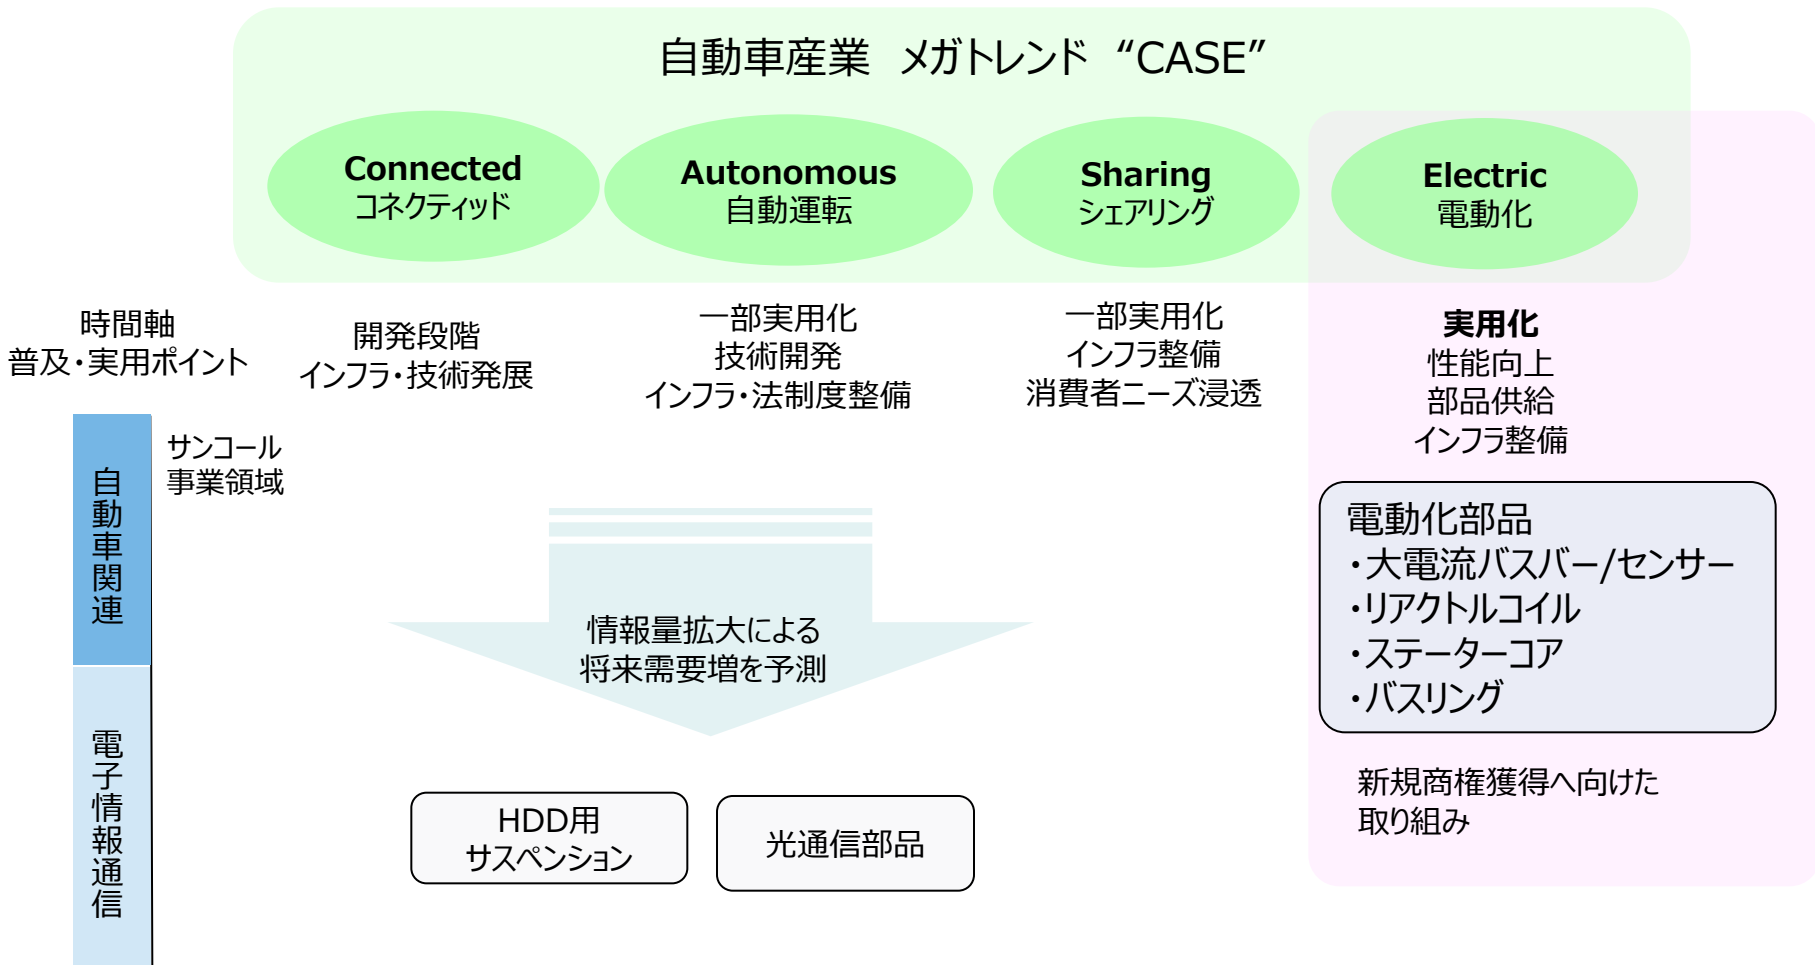 自動車産業 メガトレンド “CASE”
Connected
コネクティッド
Autonomous
自動運転
Sharing
シェアリング
Electric
電動化
時間軸
普及・実用ポイント
開発段階
インフラ・技術発展
一部実用化
技術開発
インフラ・法制度整備
一部実用化
インフラ整備
消費者ニーズ浸透
実用化
性能向上
部品供給
インフラ整備
自動車関連
サンコール
事業領域
電動化部品
・大電流バスバー/センサー
・リアクトルコイル
・ステーターコア
・バスリング
情報量拡大による
将来需要増を予測
電子情報通信
HDD用
サスペンション
光通信部品
新規商権獲得へ向けた
取り組み